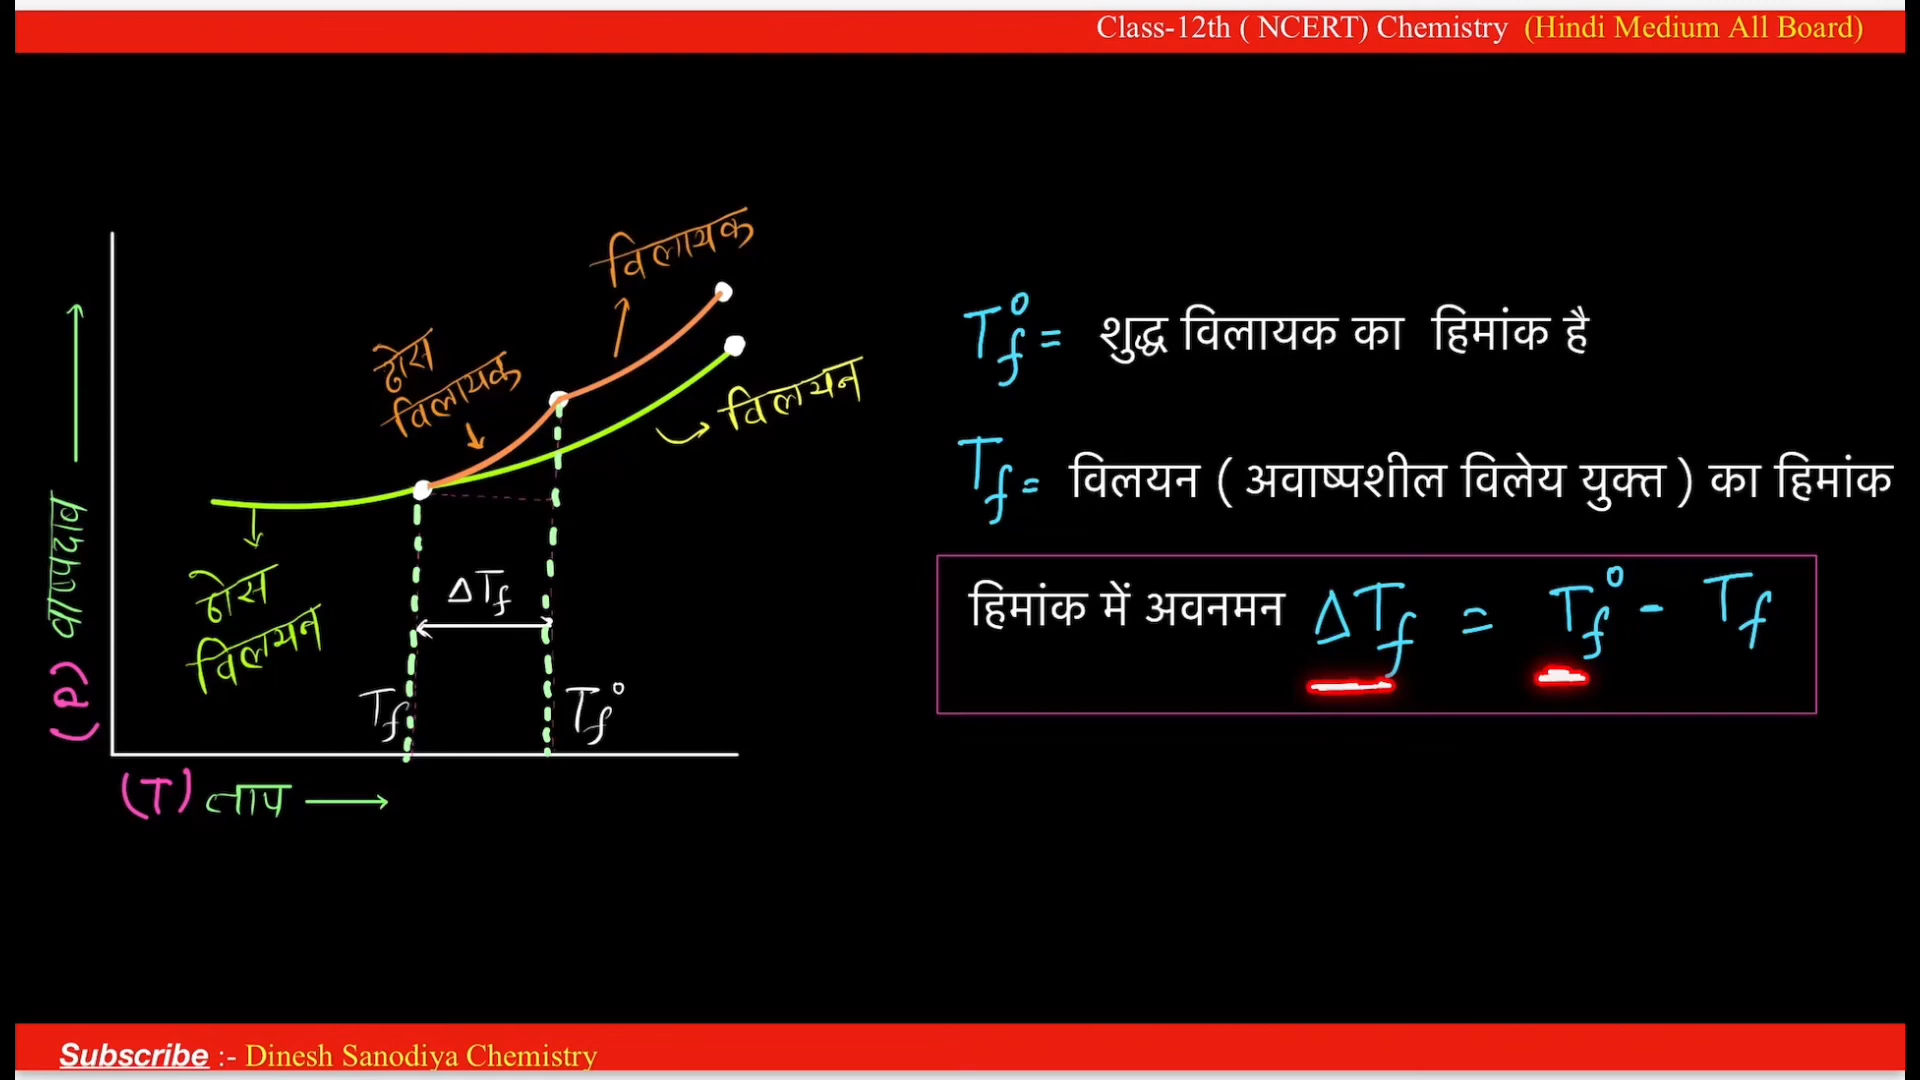 Class-12th ( NCERT) Chemistry (Hindi Medium All Board)
विलायक
ठोस
विलायक
विलयन
ठोस
विलयन
(P) वाष्पदाब
ΔTf
Tf
Tf°
(T) ताप
Tf° = शुद्ध विलायक का हिमांक है
Tf = विलयन ( अवाष्पशील विलेय युक्त ) का हिमांक
हिमांक में अवनमन ΔTf = Tf° - Tf
Subscribe :- Dinesh Sanodiya Chemistry